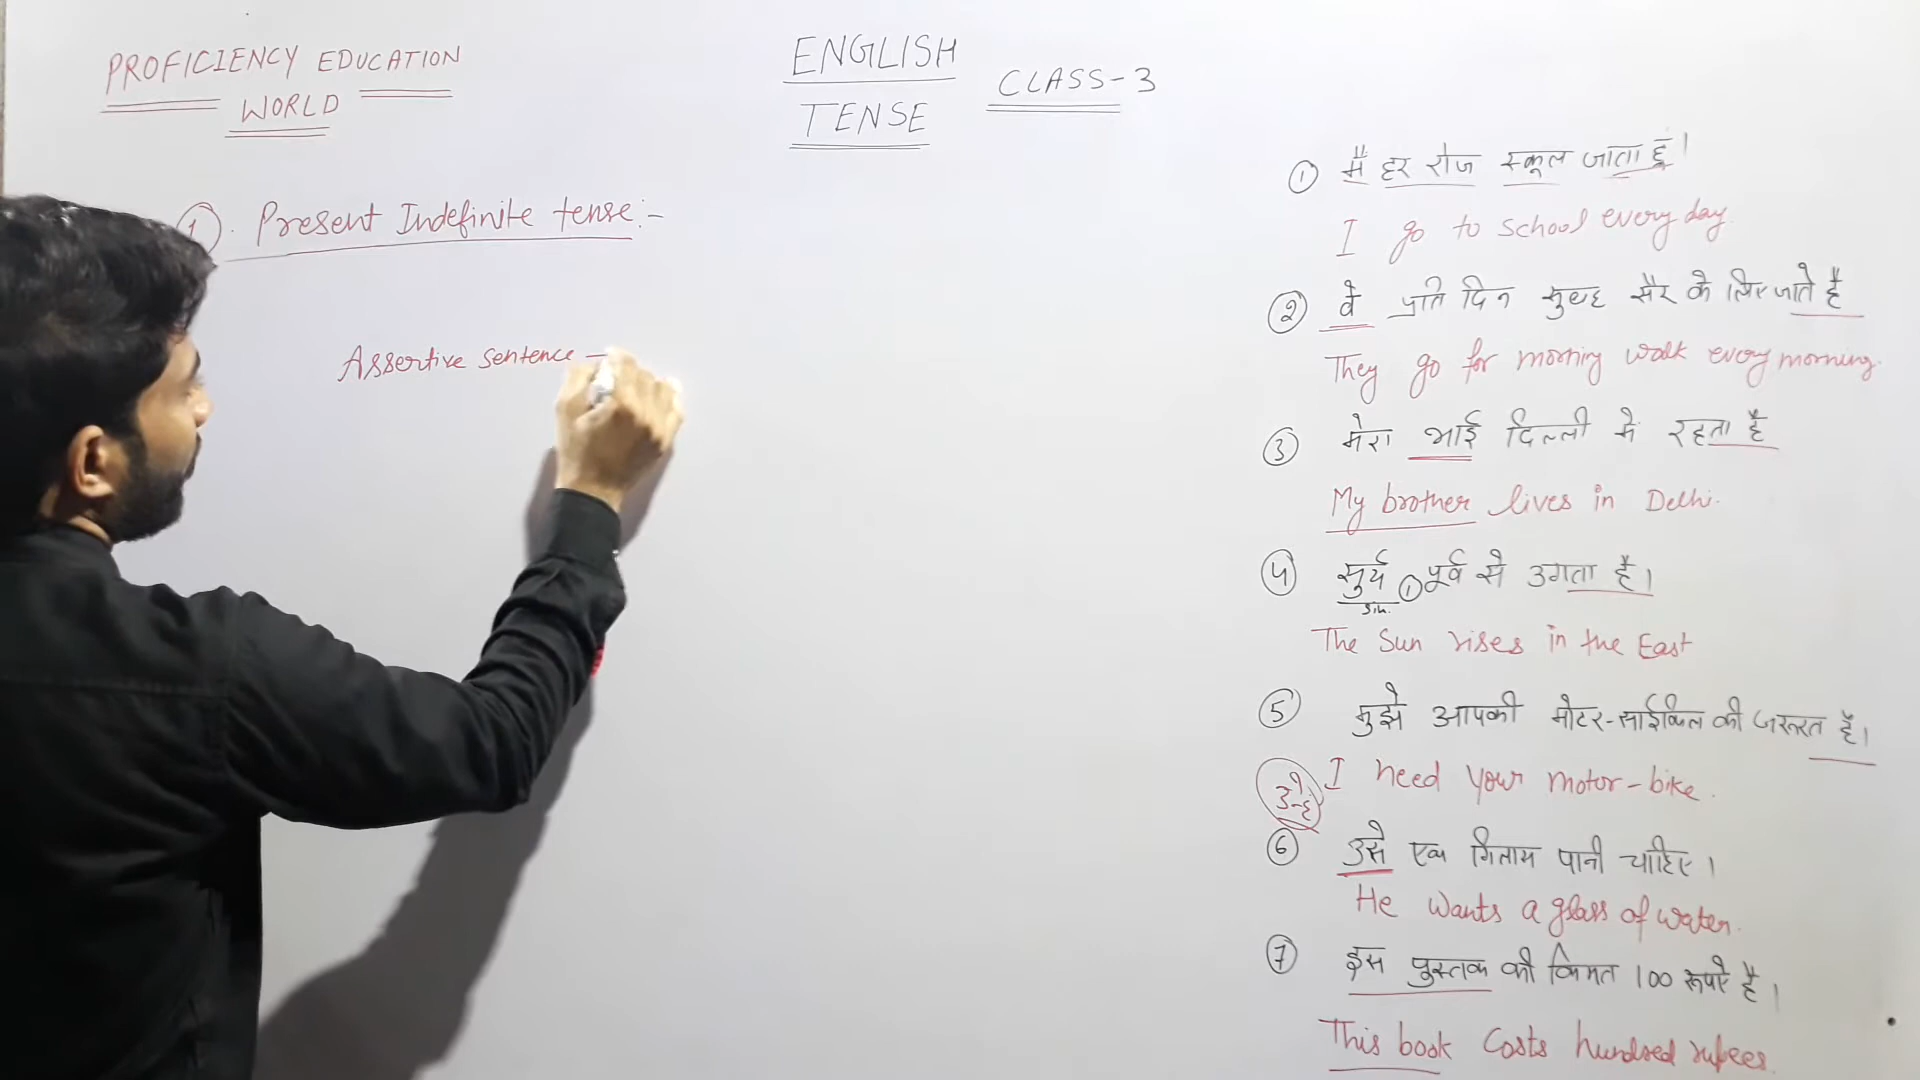 PROFICIENCY EDUCATION
WORLD
ENGLISH
TENSE
CLASS-3
①. Present Indefinite tense:-
Assertive sentence -
① मैं हर रोज स्कूल जाता हूँ।
I go to school every day.
② वे प्रति दिन सुबह सैर के लिए जाते हैं
They go for morning walk every morning.
③ मेरा भाई दिल्ली में रहता है
My brother lives in Delhi.
④ सुर्य ① पूर्व से उगता है।
Sin.
The Sun rises in the East
⑤ मुझे आपकी मोटर-साईकिल की जरूरत है।
I need your motor-bike.
⑥ उसे एक गिलास पानी चाहिए।
He wants a glass of water.
⑦ इस पुस्तक की किमत 100 रूपऐ है।
This book costs hundred rupees.